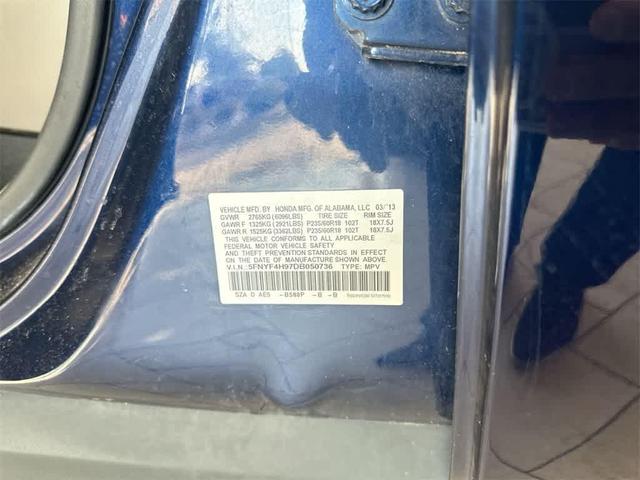 VEHICLE MFD. BY HONDA MFG. OF ALABAMA, LLC 03/'13
GVWR 2765KG (6096LBS) TIRE SIZE RIM SIZE
GAWR F 1325KG (2921LBS) P235/60R18 102T 18X7.5J
GAWR R 1525KG (3362LBS) P235/60R18 102T 18X7.5J
THIS VEHICLE CONFORMS TO ALL APPLICABLE
FEDERAL MOTOR VEHICLE SAFETY
AND THEFT PREVENTION STANDARDS IN EFFECT
ON THE DATE OF MANUFACTURE SHOWN ABOVE.
V.I.N.: 5FNYF4H97DB050736 TYPE: MPV
SZA D AE5 -B588P -B -B